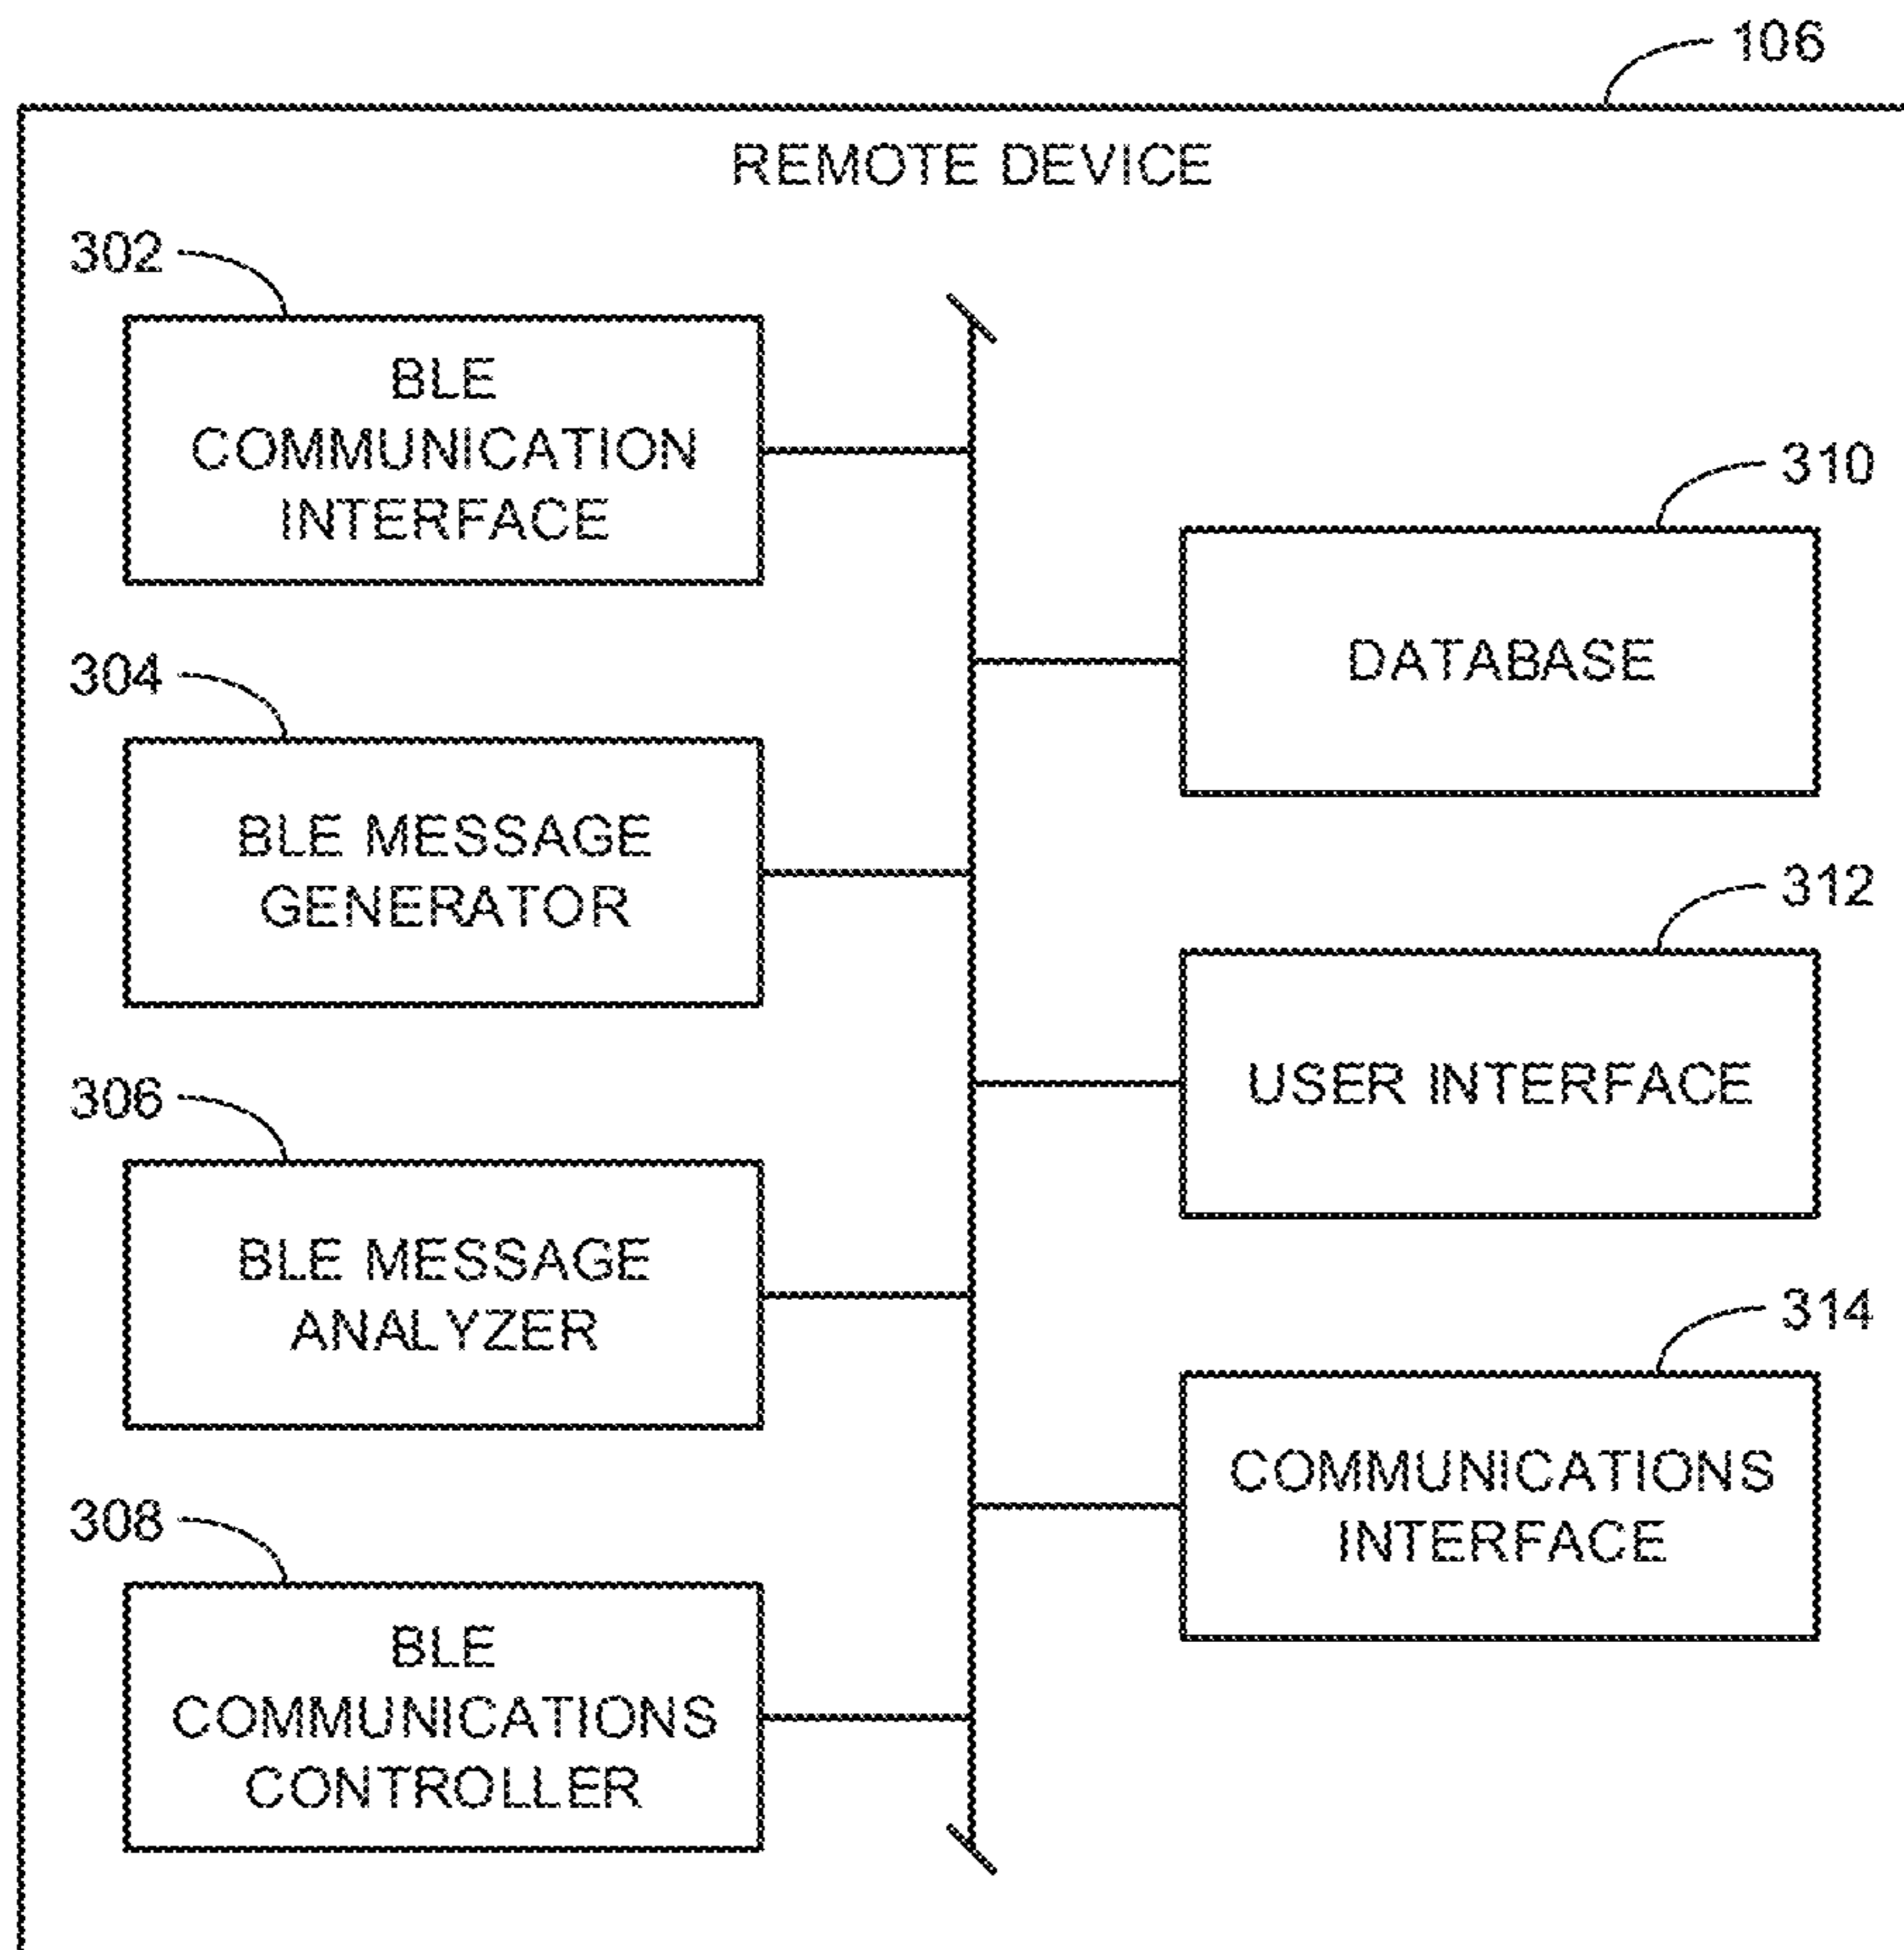 106
REMOTE DEVICE
302
BLE
COMMUNICATION
INTERFACE
304
BLE MESSAGE
GENERATOR
306
BLE MESSAGE
ANALYZER
308
BLE
COMMUNICATIONS
CONTROLLER
310
DATABASE
312
USER INTERFACE
314
COMMUNICATIONS
INTERFACE